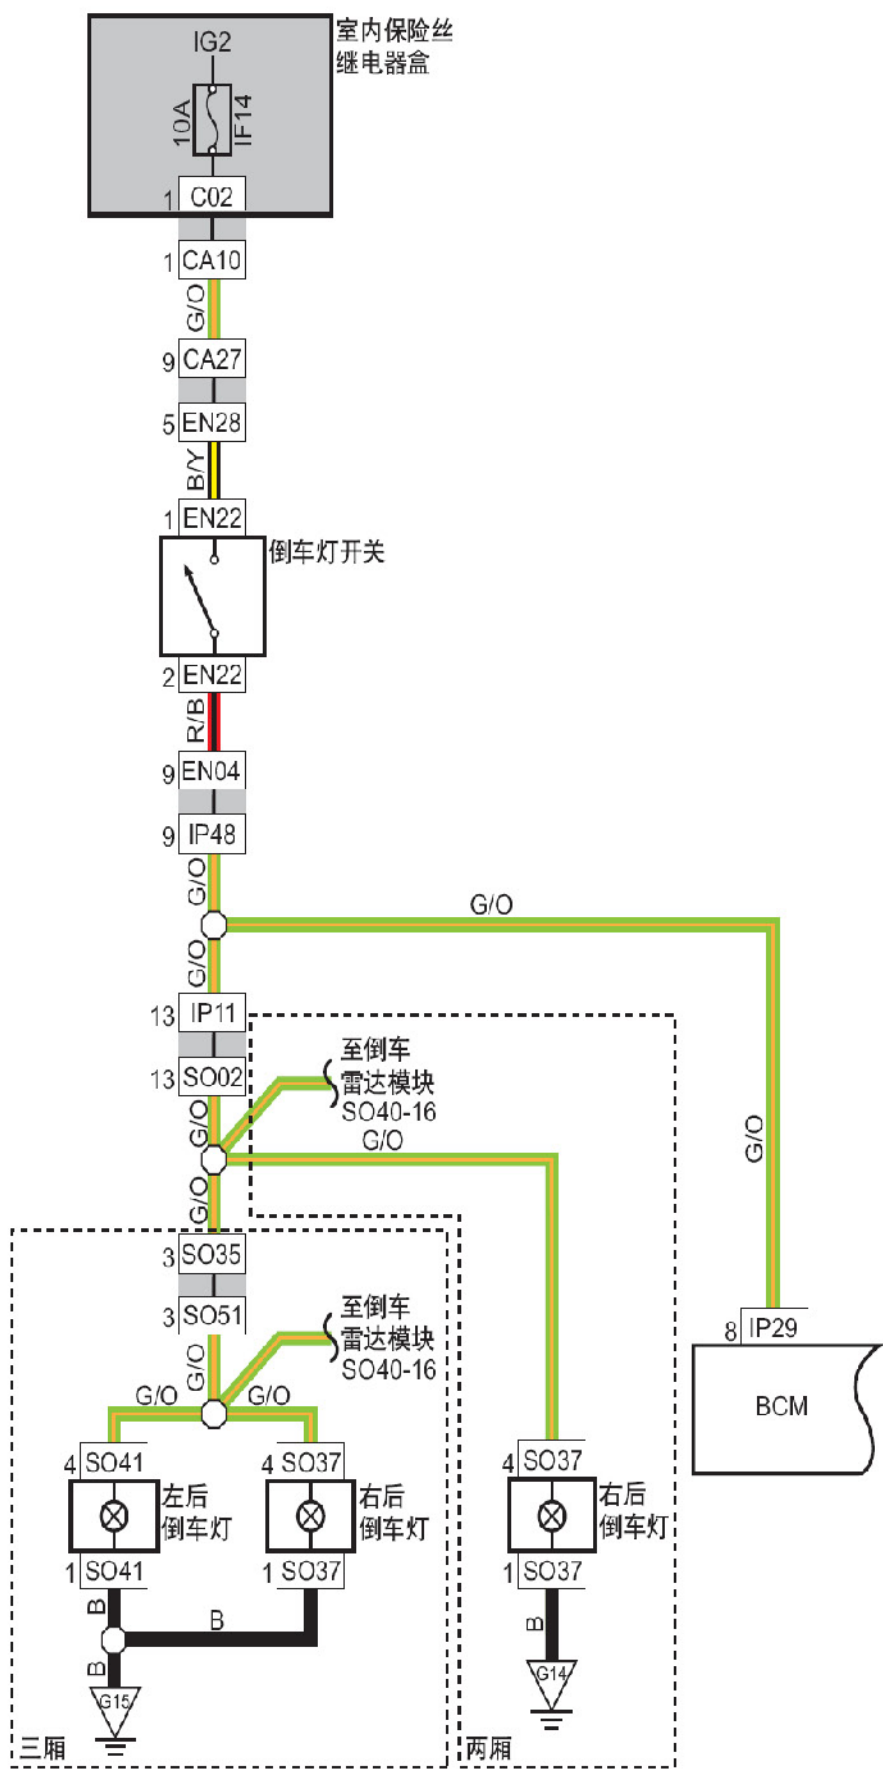 IG2
室内保险丝
继电器盒
10A
IF14
1 C02
1 CA10
G/O
9 CA27
5 EN28
B/Y
1 EN22
倒车灯开关
2 EN22
R/B
9 EN04
9 IP48
G/O
G/O
G/O
13 IP11
至倒车
雷达模块
SO40-16
13 SO02
G/O
G/O
G/O
G/O
3 SO35
3 SO51
至倒车
雷达模块
SO40-16
G/O
8 IP29
BCM
G/O
G/O
4 SO41
4 SO37
4 SO37
左后
倒车灯
右后
倒车灯
右后
倒车灯
1 SO41
1 SO37
1 SO37
B
B
B
B
G14
G15
三厢
两厢